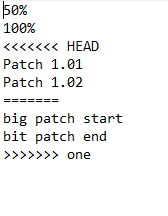 50%
100%
<<<<<<< HEAD
Patch 1.01
Patch 1.02
=======
big patch start
bit patch end
>>>>>>> one